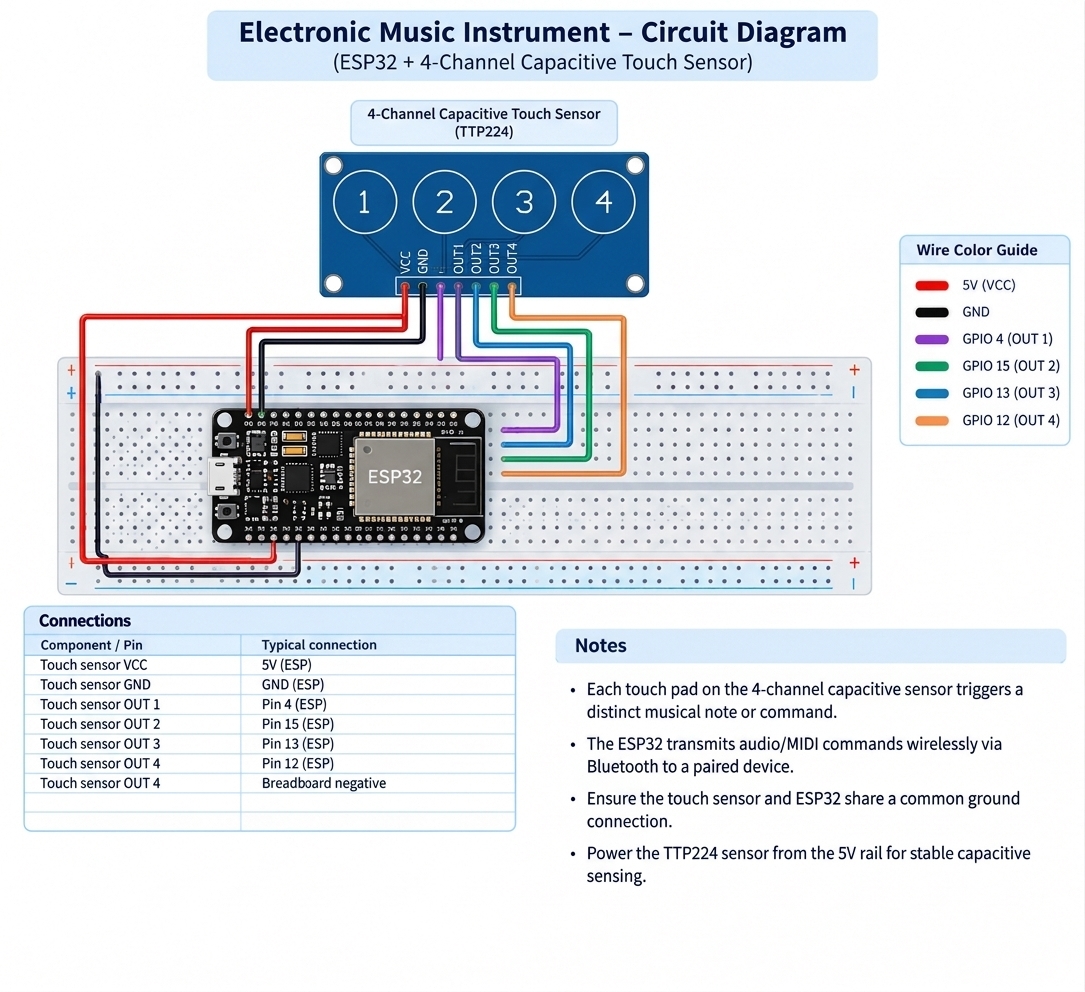 Electronic Music Instrument – Circuit Diagram
(ESP32 + 4-Channel Capacitive Touch Sensor)
4-Channel Capacitive Touch Sensor
(TTP224)
1 2 3 4
VCC GND OUT1 OUT2 OUT3 OUT4
Wire Color Guide
5V (VCC)
GND
GPIO 4 (OUT 1)
GPIO 15 (OUT 2)
GPIO 13 (OUT 3)
GPIO 12 (OUT 4)
ESP32
Connections
Component / Pin Typical connection
Touch sensor VCC 5V (ESP)
Touch sensor GND GND (ESP)
Touch sensor OUT 1 Pin 4 (ESP)
Touch sensor OUT 2 Pin 15 (ESP)
Touch sensor OUT 3 Pin 13 (ESP)
Touch sensor OUT 4 Pin 12 (ESP)
Touch sensor OUT 4 Breadboard negative
Notes
• Each touch pad on the 4-channel capacitive sensor triggers a
distinct musical note or command.
• The ESP32 transmits audio/MIDI commands wirelessly via
Bluetooth to a paired device.
• Ensure the touch sensor and ESP32 share a common ground
connection.
• Power the TTP224 sensor from the 5V rail for stable capacitive
sensing.